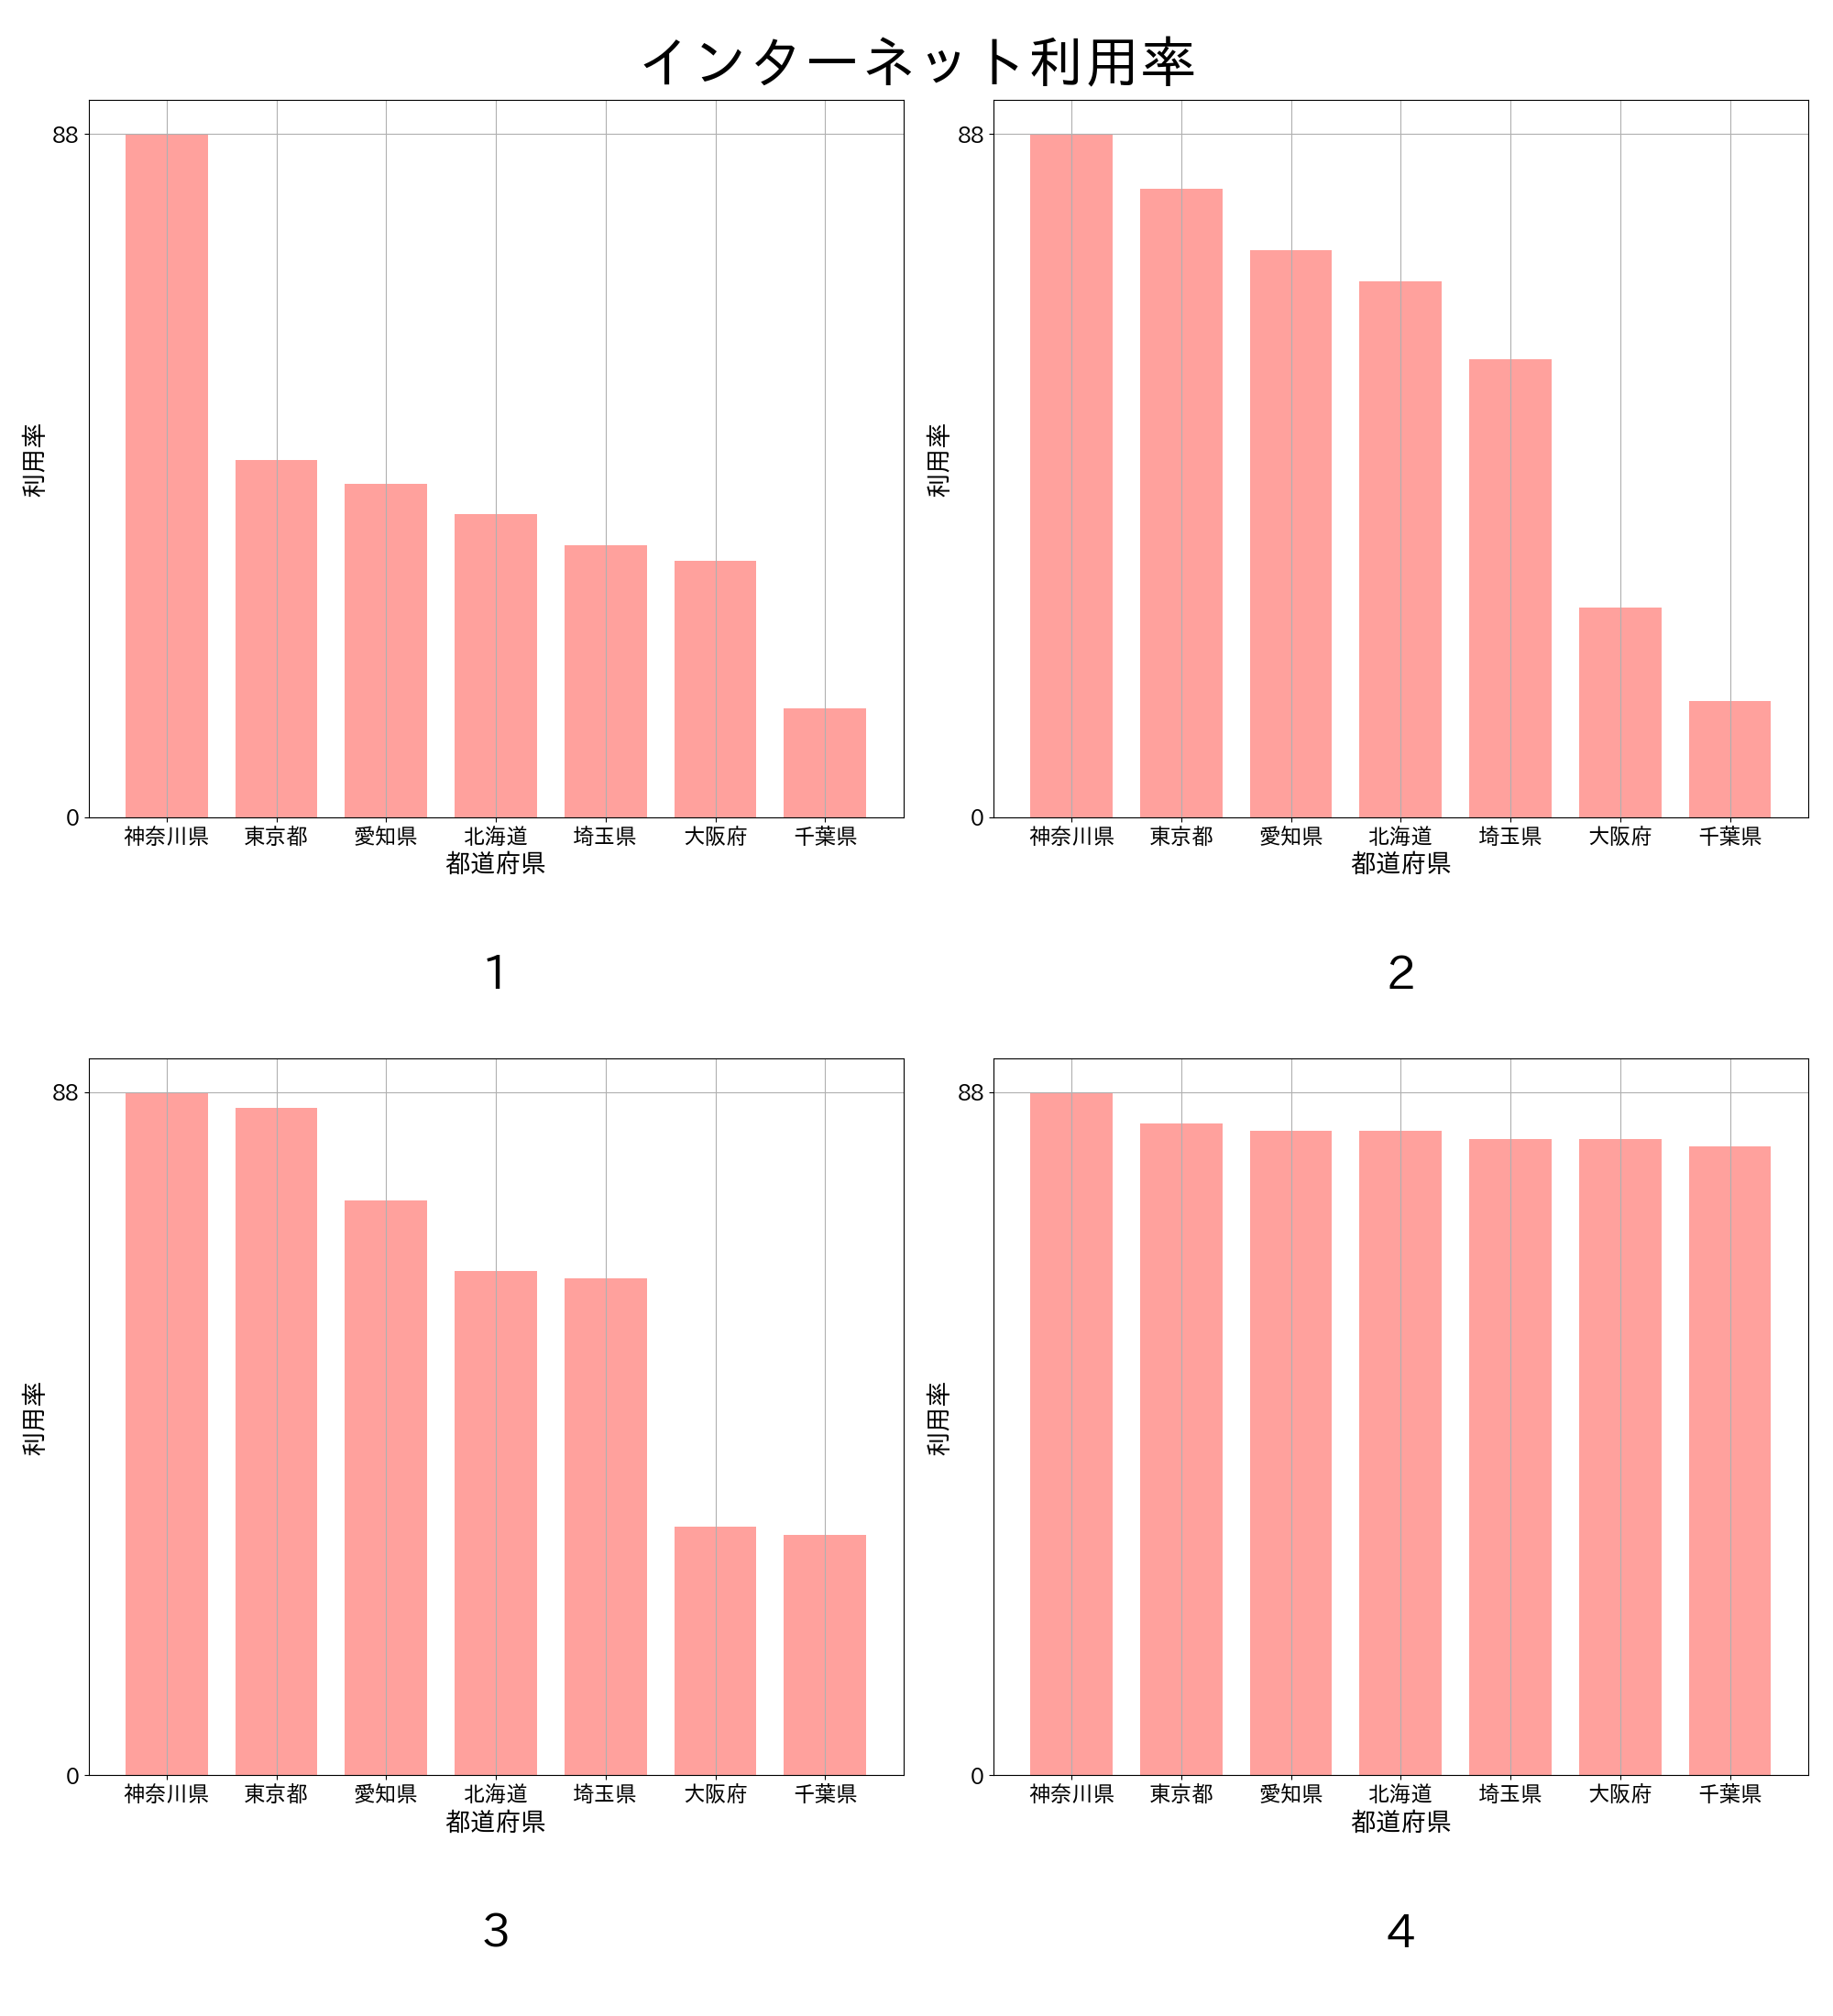 インターネット利用率
88
0
利用率
神奈川県 東京都 愛知県 北海道 埼玉県 大阪府 千葉県
都道府県
1
88
0
利用率
神奈川県 東京都 愛知県 北海道 埼玉県 大阪府 千葉県
都道府県
2
88
0
利用率
神奈川県 東京都 愛知県 北海道 埼玉県 大阪府 千葉県
都道府県
3
88
0
利用率
神奈川県 東京都 愛知県 北海道 埼玉県 大阪府 千葉県
都道府県
4